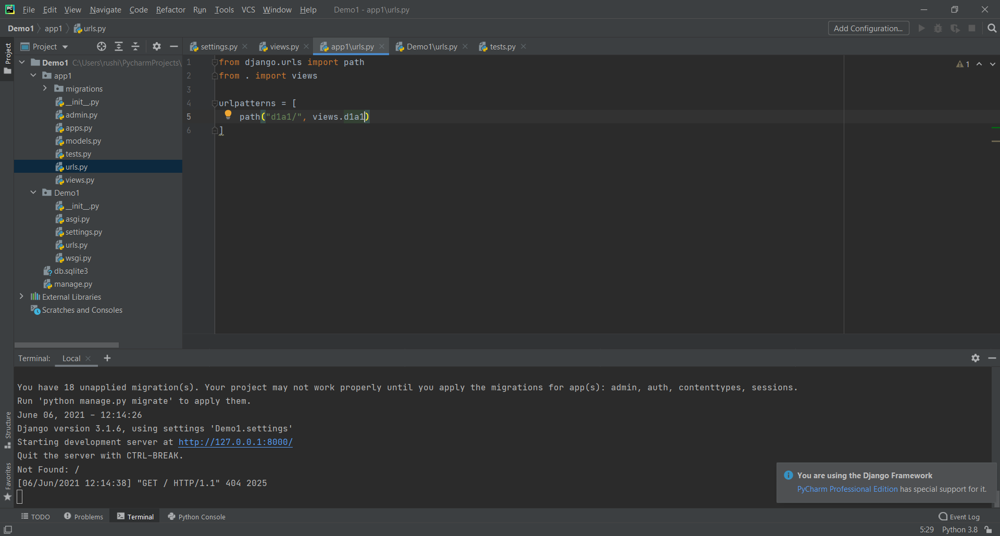 File Edit View Navigate Code Refactor Run Tools VCS Window Help Demo1 - app1\urls.py
Demo1 app1 urls.py Add Configuration...
Project
Project
settings.py views.py app1\urls.py Demo1\urls.py tests.py
Demo1 C:\Users\rushi\PycharmProjects\
app1
migrations
__init__.py
admin.py
apps.py
models.py
tests.py
urls.py
views.py
Demo1
__init__.py
asgi.py
settings.py
urls.py
wsgi.py
db.sqlite3
manage.py
External Libraries
Scratches and Consoles
1 from django.urls import path
2 from . import views
3
4 urlpatterns = [
5 path("d1a1/", views.d1a1)
6 ]
1
Terminal: Local
You have 18 unapplied migration(s). Your project may not work properly until you apply the migrations for app(s): admin, auth, contenttypes, sessions.
Run 'python manage.py migrate' to apply them.
June 06, 2021 - 12:14:26
Django version 3.1.6, using settings 'Demo1.settings'
Starting development server at http://127.0.0.1:8000/
Quit the server with CTRL-BREAK.
Not Found: /
[06/Jun/2021 12:14:38] "GET / HTTP/1.1" 404 2025
Structure
Favorites
You are using the Django Framework
PyCharm Professional Edition has special support for it.
TODO Problems Terminal Python Console Event Log
5:29 Python 3.8